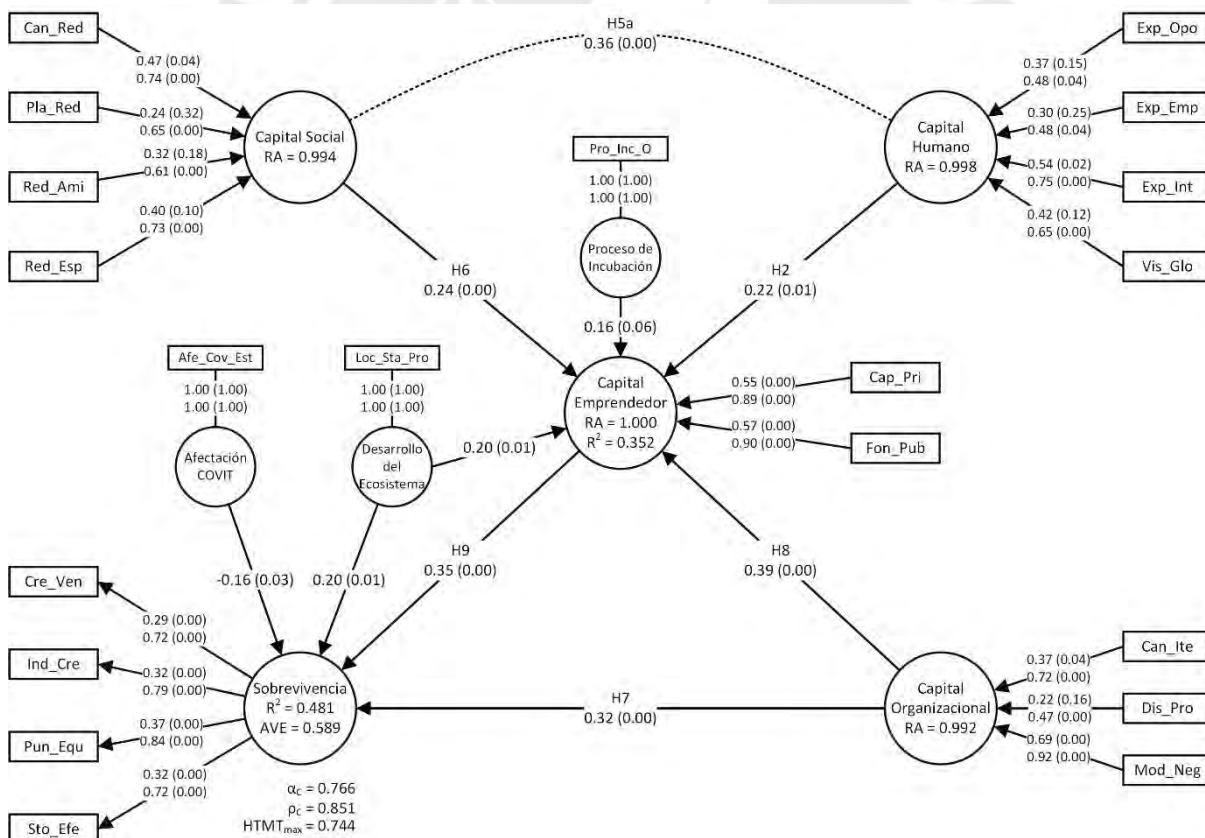 Can_Red
0.47 (0.04)
0.74 (0.00)
Pla_Red
0.24 (0.32)
0.65 (0.00)
Red_Ami
0.32 (0.18)
0.61 (0.00)
Red_Esp
0.40 (0.10)
0.73 (0.00)
Capital Social
RA = 0.994
H5a
0.36 (0.00)
Pro_Inc_O
1.00 (1.00)
1.00 (1.00)
Proceso de
Incubación
0.16 (0.06)
Capital
Humano
RA = 0.998
Exp_Opo
0.37 (0.15)
0.48 (0.04)
Exp_Emp
0.30 (0.25)
0.48 (0.04)
Exp_Int
0.54 (0.02)
0.75 (0.00)
Vis_Glo
0.42 (0.12)
0.65 (0.00)
H6
0.24 (0.00)
H2
0.22 (0.01)
Afe_Cov_Est
1.00 (1.00)
1.00 (1.00)
Afectación
COVIT
Loc_Sta_Pro
1.00 (1.00)
1.00 (1.00)
Desarrollo
del
Ecosistema
0.20 (0.01)
Capital
Emprendedor
RA = 1.000
R² = 0.352
Cap_Pri
0.55 (0.00)
0.89 (0.00)
Fon_Pub
0.57 (0.00)
0.90 (0.00)
-0.16 (0.03)
0.20 (0.01)
H9
0.35 (0.00)
H8
0.39 (0.00)
Cre_Ven
0.29 (0.00)
0.72 (0.00)
Ind_Cre
0.32 (0.00)
0.79 (0.00)
Pun_Equ
0.37 (0.00)
0.84 (0.00)
Sto_Efe
0.32 (0.00)
0.72 (0.00)
Sobrevivencia
R² = 0.481
AVE = 0.589
αc = 0.766
ρc = 0.851
HTMTmax = 0.744
H7
0.32 (0.00)
Capital
Organizacional
RA = 0.992
Can_Ite
0.37 (0.04)
0.72 (0.00)
Dis_Pro
0.22 (0.16)
0.47 (0.00)
Mod_Neg
0.69 (0.00)
0.92 (0.00)